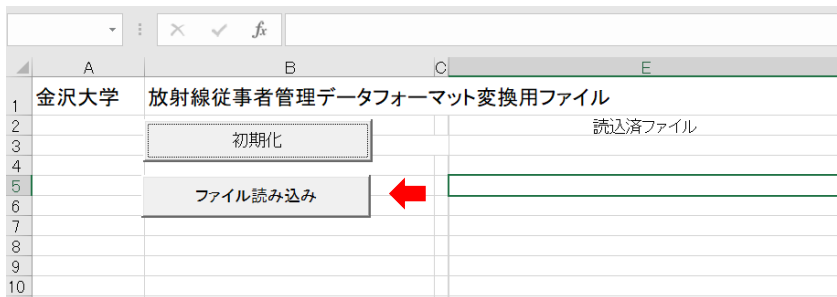 fx
A B C E
1 金沢大学 放射線従事者管理データフォーマット変換用ファイル
2 読込済ファイル
3 初期化
4
5
6 ファイル読み込み
7
8
9
10